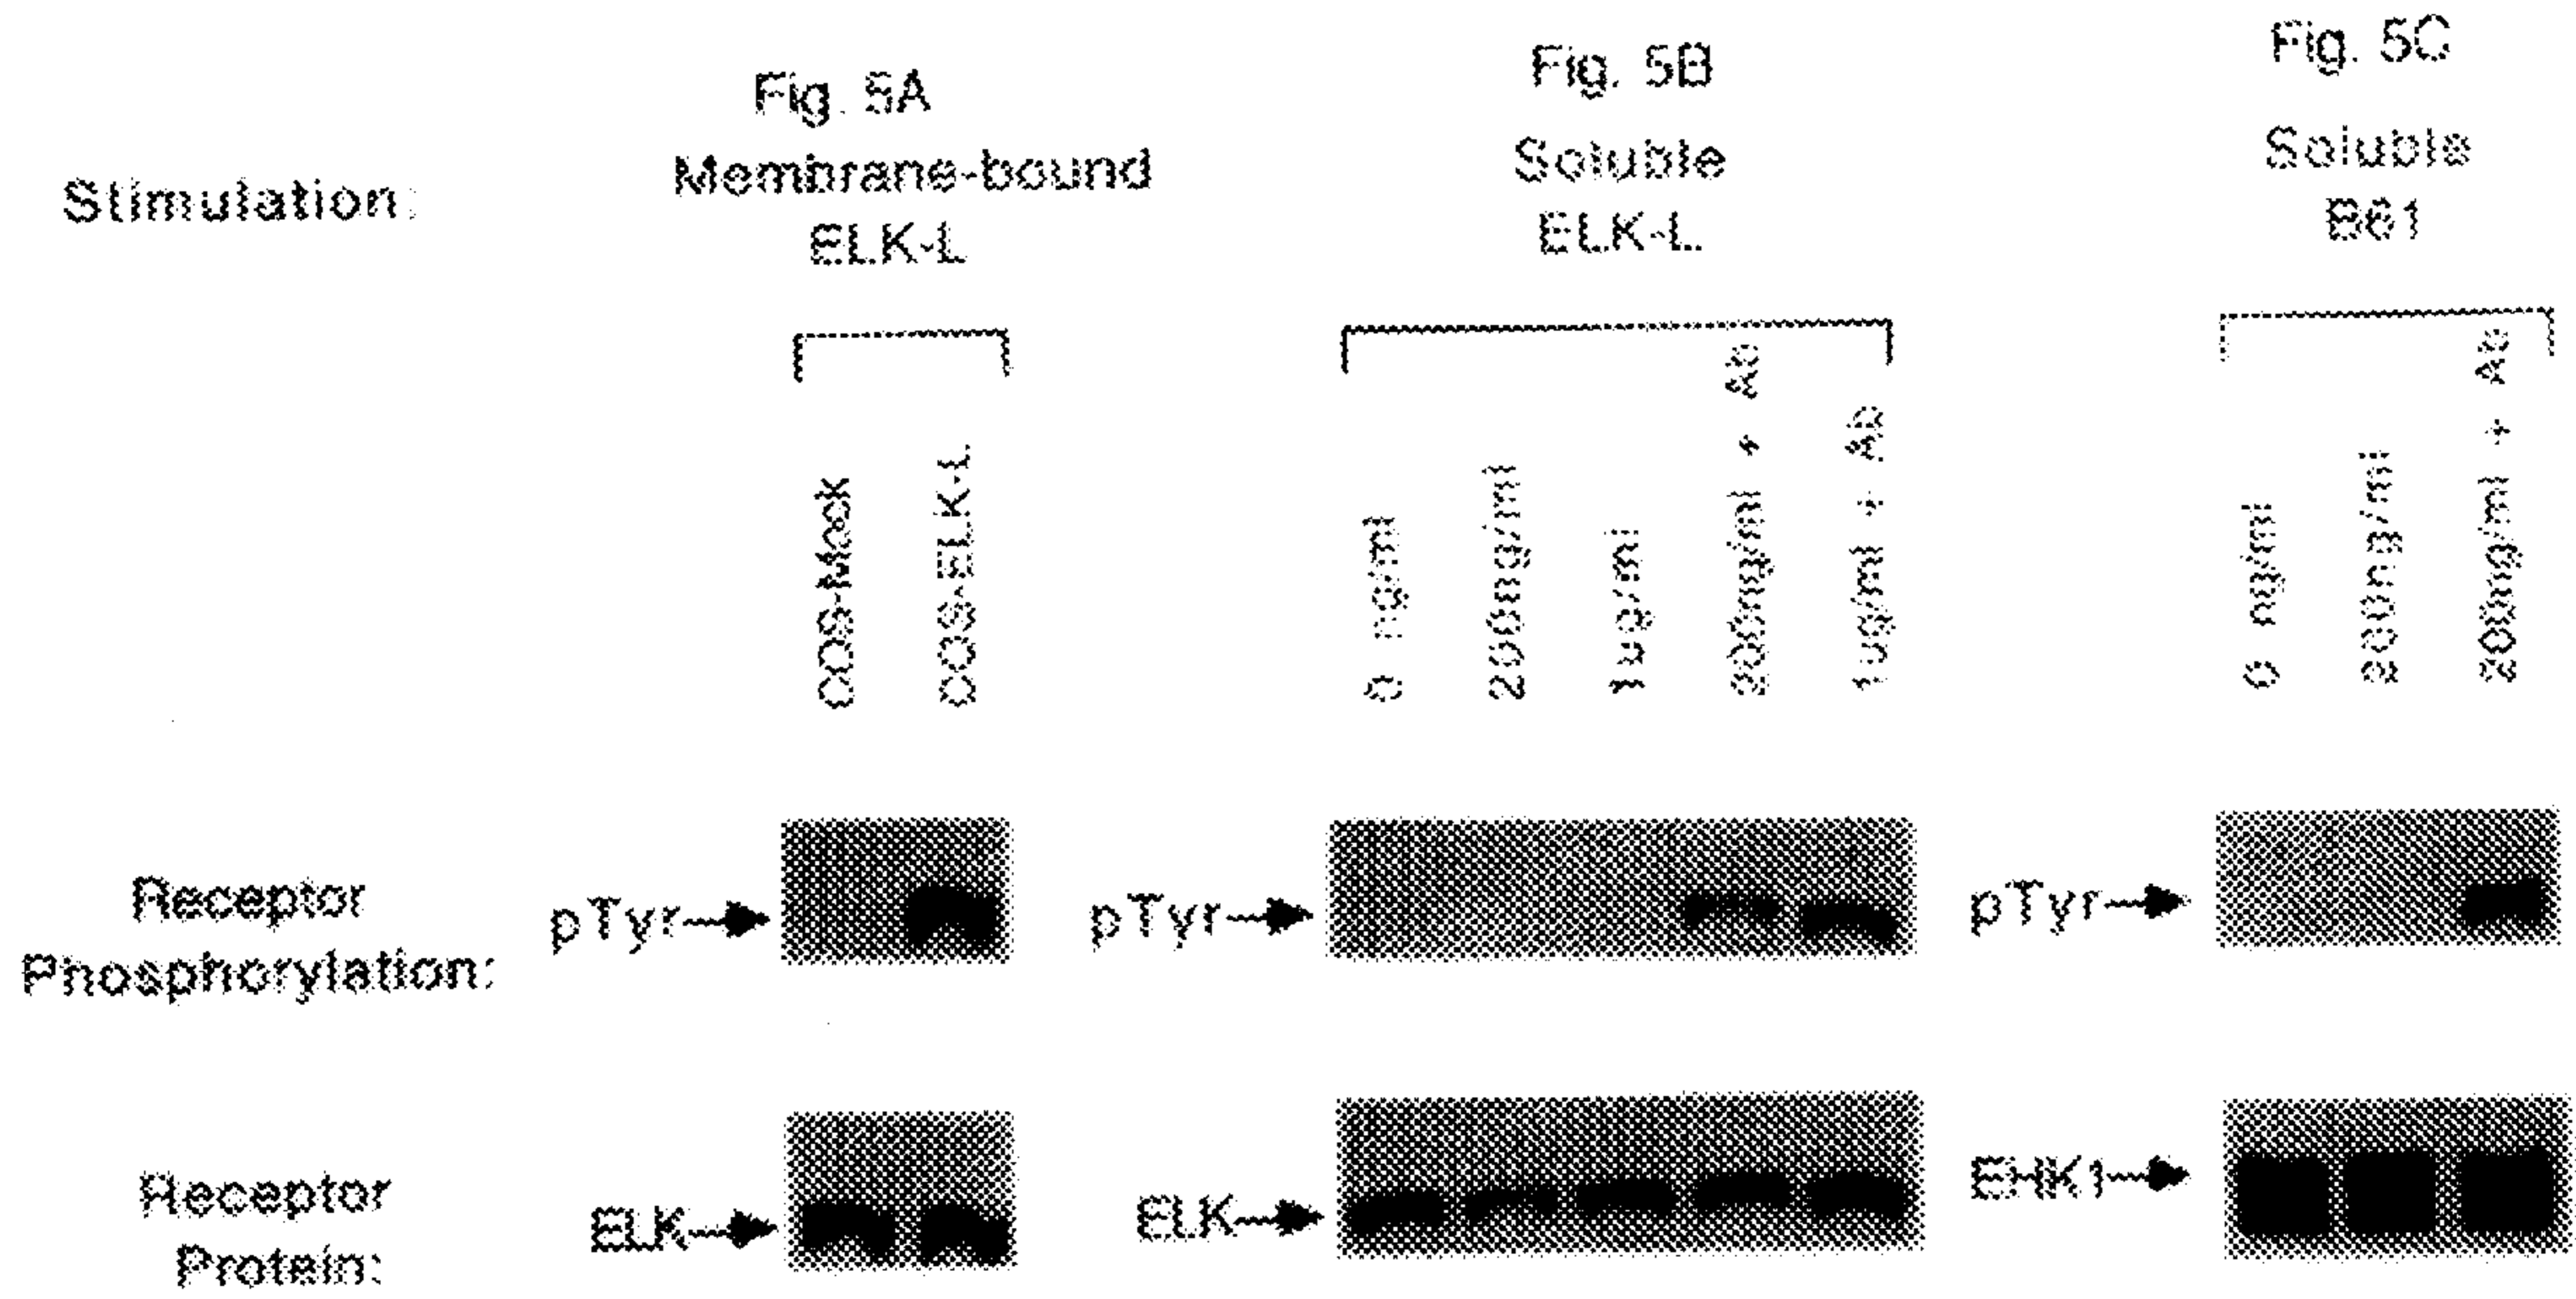 Fig. 5A
Fig. 5B
Fig. 5C
Stimulation:
Membrane-bound
ELK-L
Soluble
ELK-L
Soluble
B61
COS-Mock
COS-ELK-L
0 ng/ml
200ng/ml
1ug/ml
200ng/ml + Ab
1ug/ml + Ab
0 ng/ml
200ng/ml
200ng/ml + Ab
Receptor
Phosphorylation:
pTyr
pTyr
pTyr
Receptor
Protein:
ELK
ELK
EHK1